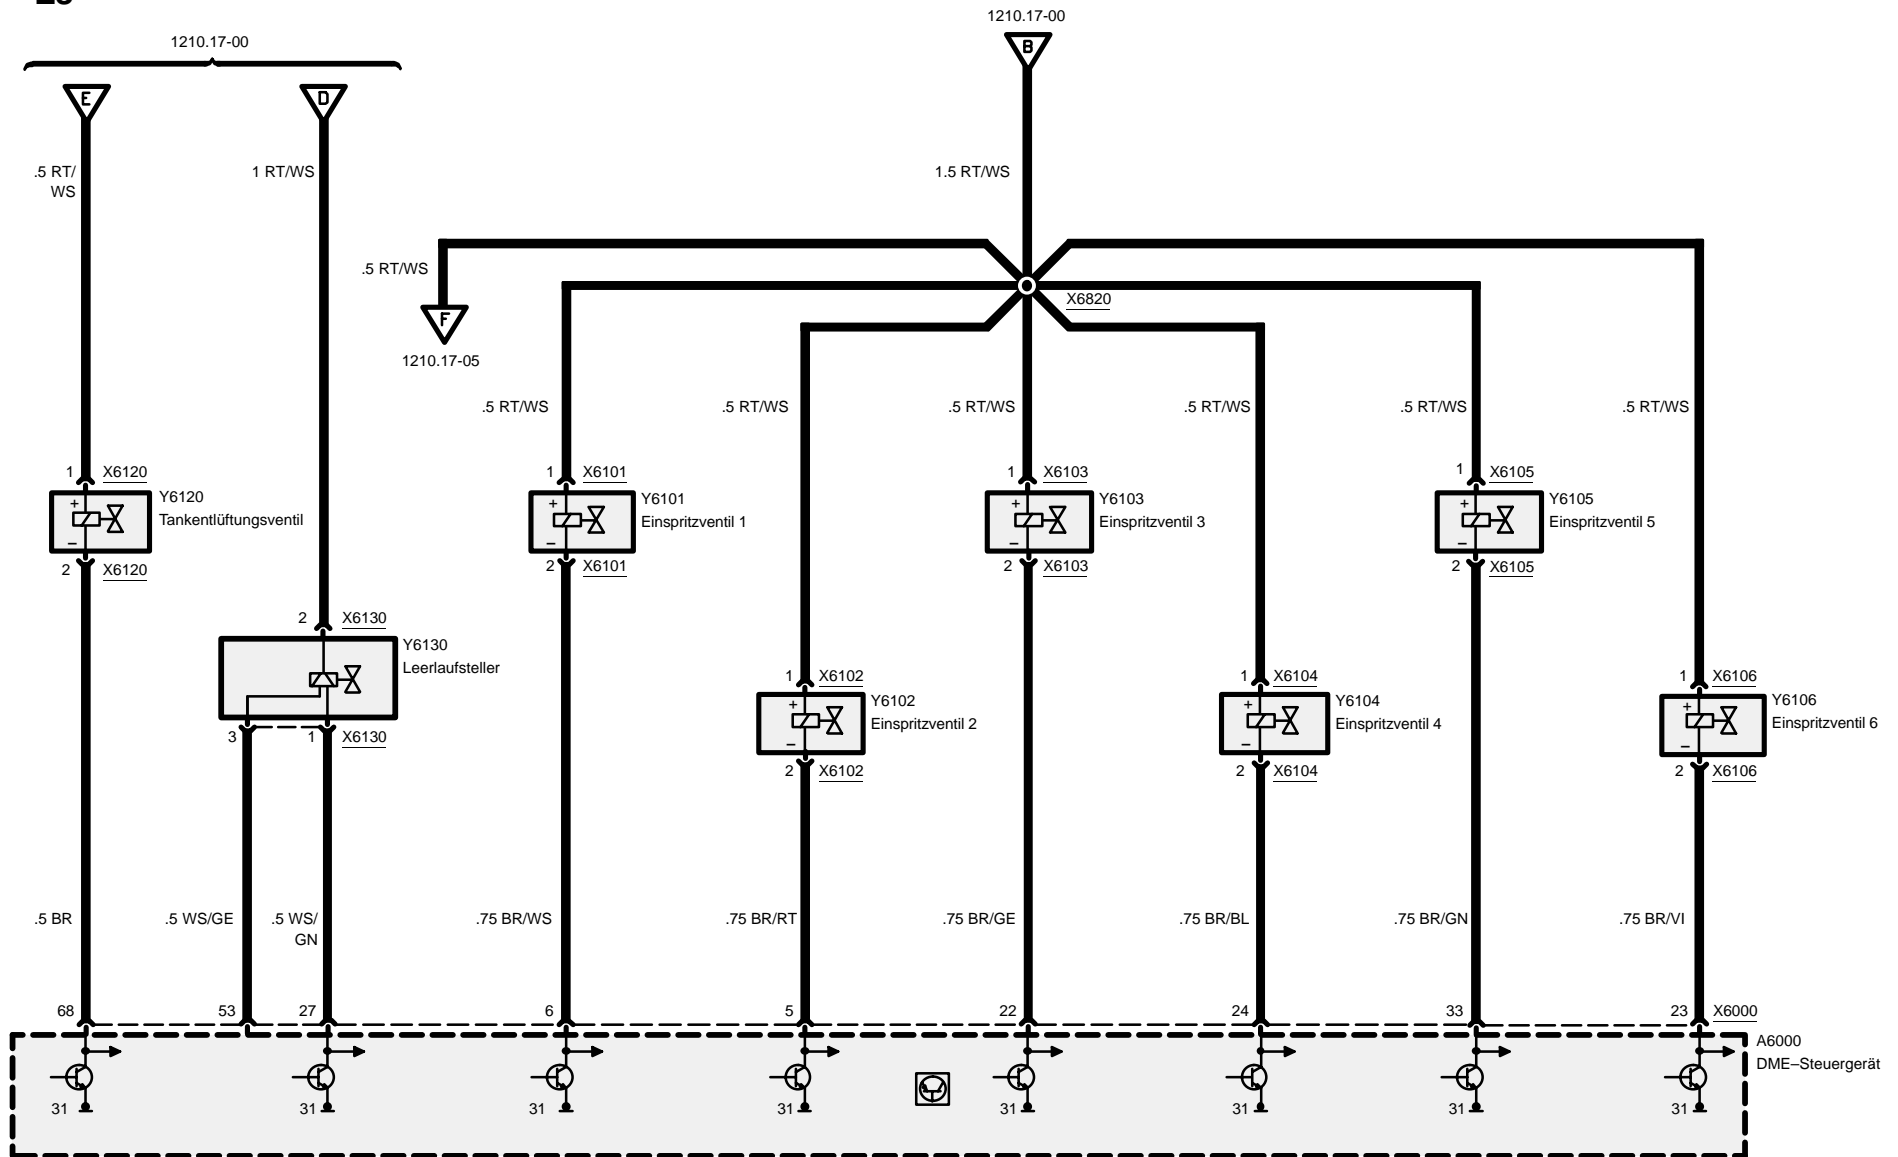 1210.17-00
1210.17-00
B
E
D
.5 RT/
WS
1 RT/WS
1.5 RT/WS
.5 RT/WS
X6820
F
1210.17-05
.5 RT/WS
.5 RT/WS
.5 RT/WS
.5 RT/WS
.5 RT/WS
.5 RT/WS
1 X6120
+
–
Y6120
Tankentlüftungsventil
2 X6120
1 X6101
+
–
Y6101
Einspritzventil 1
2 X6101
1 X6103
+
–
Y6103
Einspritzventil 3
2 X6103
1 X6105
+
–
Y6105
Einspritzventil 5
2 X6105
2 X6130
Y6130
Leerlaufsteller
3 1 X6130
1 X6102
+
–
Y6102
Einspritzventil 2
2 X6102
1 X6104
+
–
Y6104
Einspritzventil 4
2 X6104
1 X6106
+
–
Y6106
Einspritzventil 6
2 X6106
.5 BR
.5 WS/GE
.5 WS/
GN
.75 BR/WS
.75 BR/RT
.75 BR/GE
.75 BR/BL
.75 BR/GN
.75 BR/VI
68 53 27 6 5 22 24 33 23 X6000
A6000
DME–Steuergerät
31 31 31 31 31 31 31 31